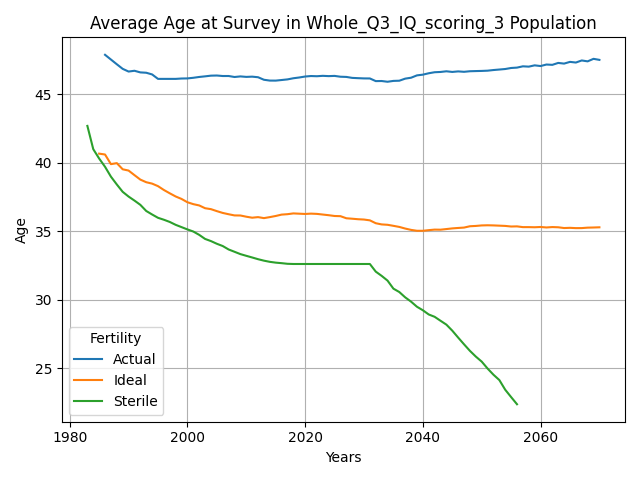 Average Age at Survey in Whole_Q3_IQ_scoring_3 Population
Age
45
40
35
30
25
Fertility
Actual
Ideal
Sterile
1980
2000
2020
2040
2060
Years